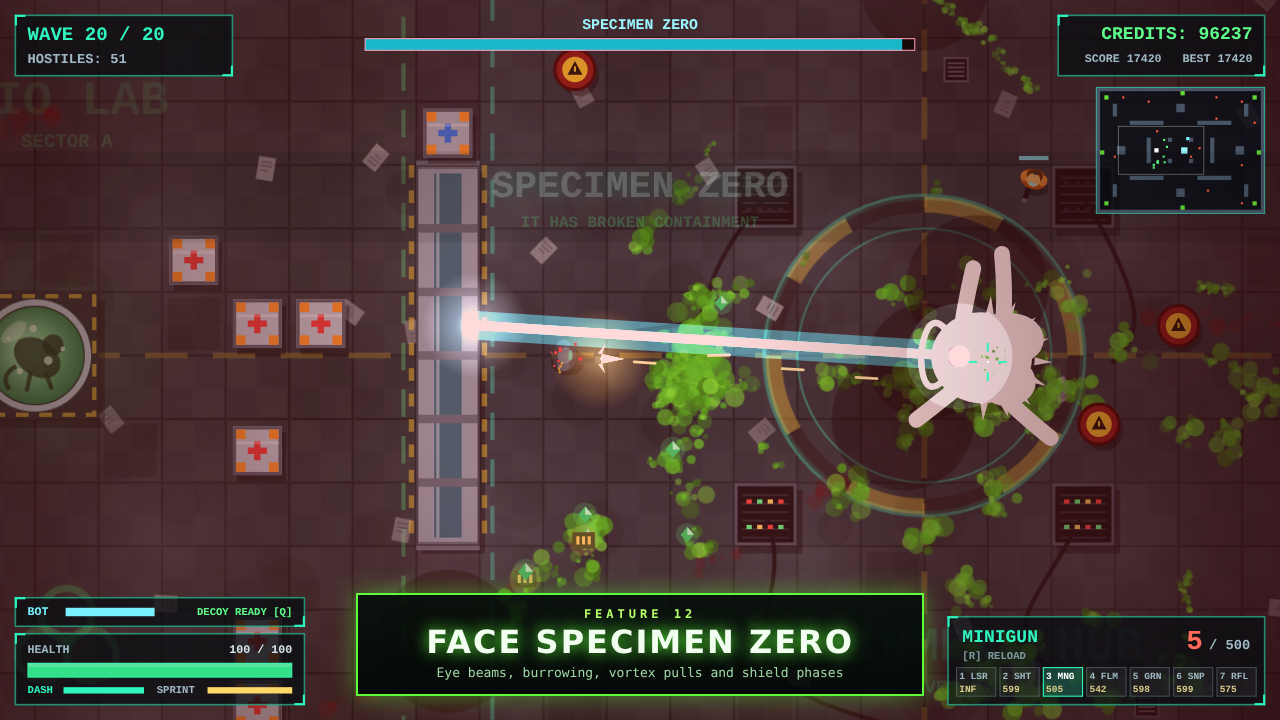 WAVE 20 / 20
HOSTILES: 51
SPECIMEN ZERO
CREDITS: 96237
SCORE 17420 BEST 17420
IO LAB
SECTOR A
SPECIMEN ZERO
IT HAS BROKEN CONTAINMENT
BOT DECOY READY [Q]
HEALTH 100 / 100
DASH SPRINT
FEATURE 12
FACE SPECIMEN ZERO
Eye beams, burrowing, vortex pulls and shield phases
MINIGUN 5 / 500
[R] RELOAD
1 LSR 2 SHT 3 MNG 4 FLM 5 GRN 6 SNP 7 RFL
INF 599 505 542 598 599 575